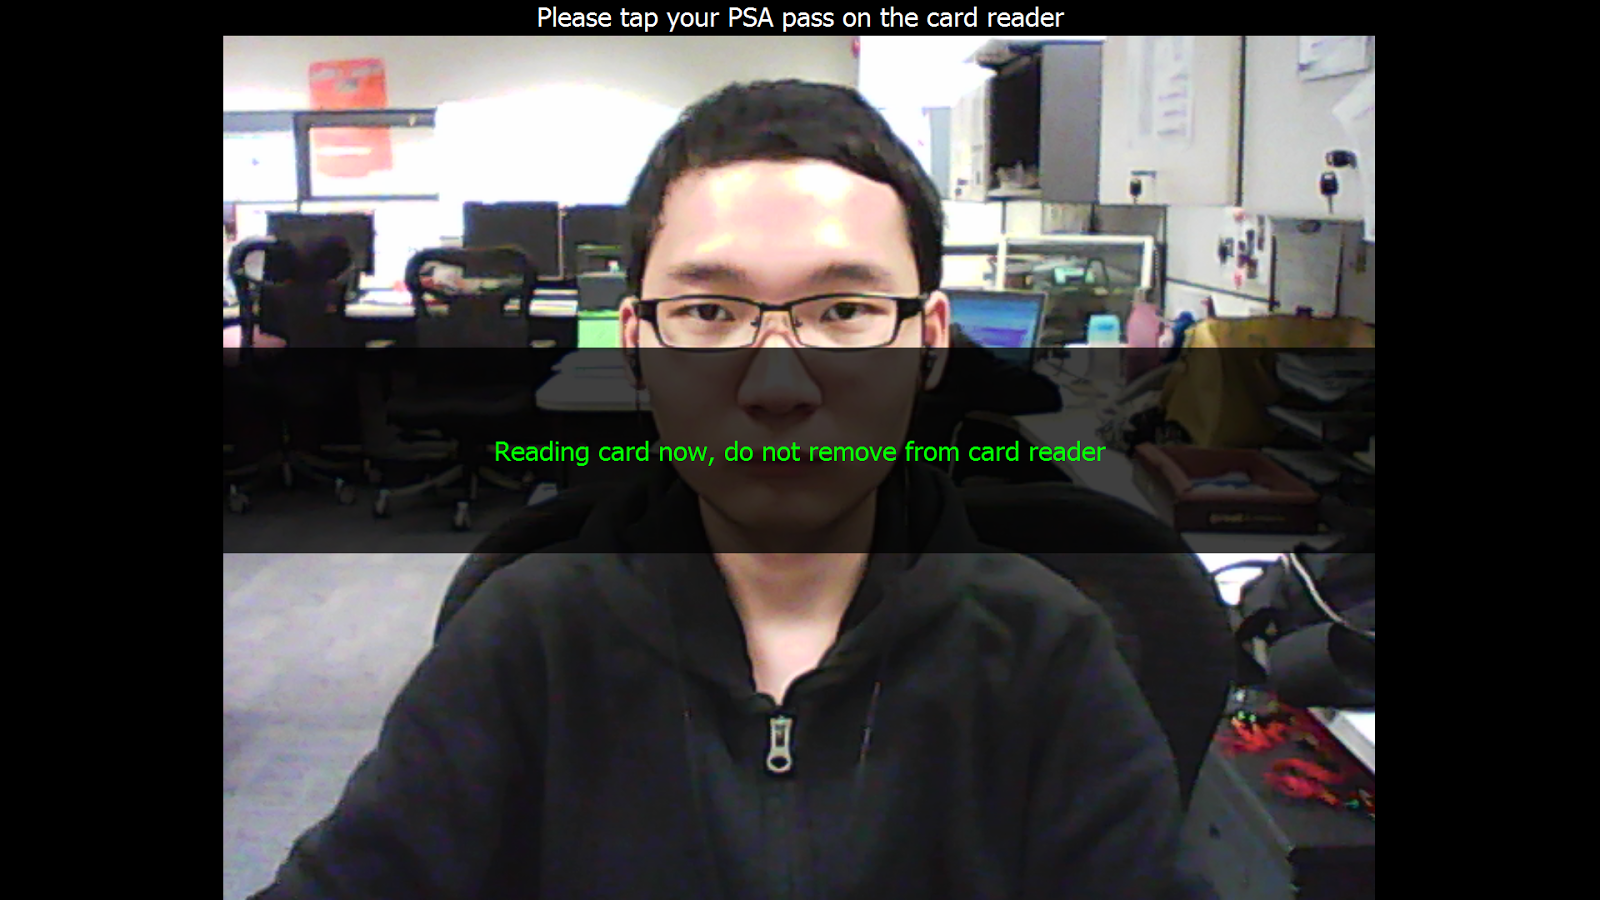 Please tap your PSA pass on the card reader
Reading card now, do not remove from card reader